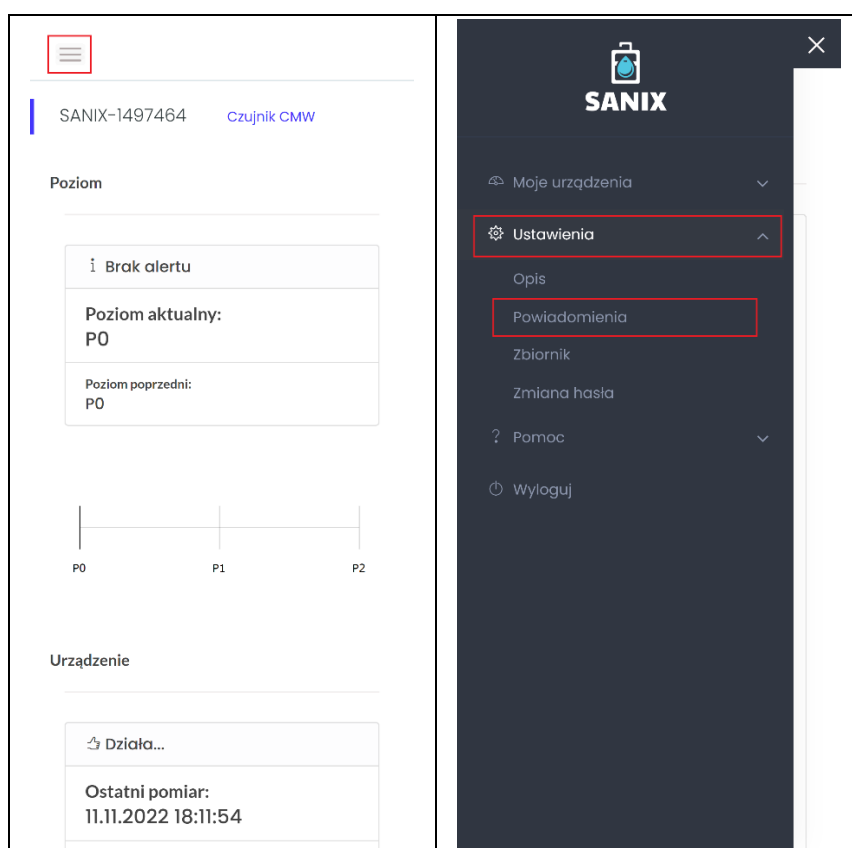 SANIX-1497464 Czujnik CMW
Poziom
Brak alertu
Poziom aktualny:
P0
Poziom poprzedni:
P0
P0 P1 P2
Urządzenie
Działa...
Ostatni pomiar:
11.11.2022 18:11:54
SANIX
Moje urządzenia
Ustawienia
Opis
Powiadomienia
Zbiornik
Zmiana hasła
Pomoc
Wyloguj